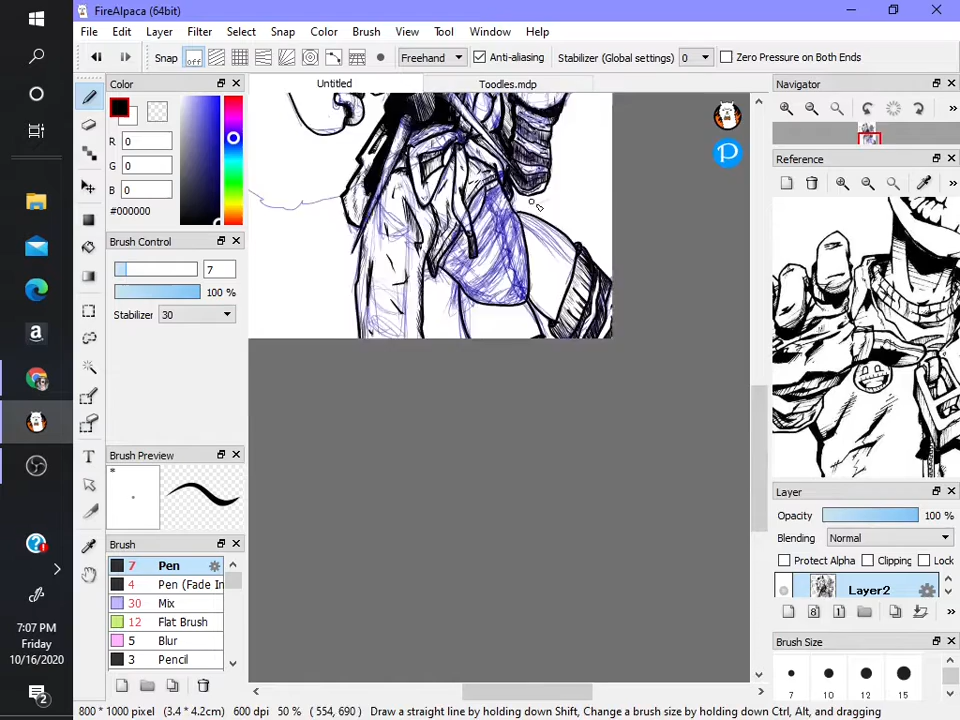 FireAlpaca (64bit)
File Edit Layer Filter Select Snap Color Brush View Tool Window Help
Snap off Freehand Anti-aliasing Stabilizer (Global settings) 0 Zero Pressure on Both Ends
Color
R 0
G 0
B 0
#000000
Brush Control
7
100 %
Stabilizer 30
Brush Preview
*
Brush
7 Pen
4 Pen (Fade In
30 Mix
12 Flat Brush
5 Blur
3 Pencil
Untitled Toodles.mdp
P
Navigator
Reference
Layer
Opacity 100 %
Blending Normal
Protect Alpha Clipping Lock
Layer2
8 1
Brush Size
7 10 12 15
a
7:07 PM
Friday
10/16/2020
2
800 * 1000 pixel (3.4 * 4.2cm) 600 dpi 50 % ( 554, 690 ) Draw a straight line by holding down Shift, Change a brush size by holding down Ctrl, Alt, and dragging